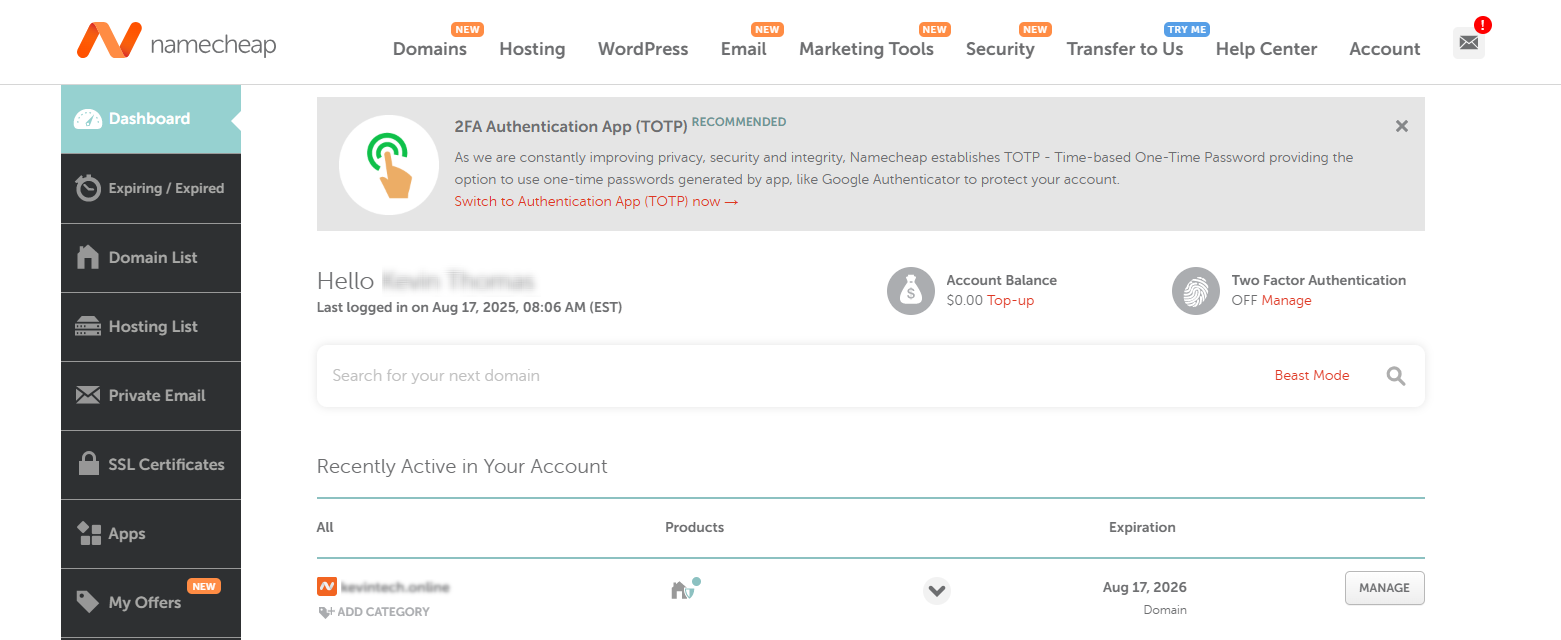 namecheap
NEW
Domains
Hosting
WordPress
NEW
Email
NEW
Marketing Tools
NEW
Security
TRY ME
Transfer to Us
Help Center
Account
!
Dashboard
Expiring / Expired
Domain List
Hosting List
Private Email
SSL Certificates
Apps
NEW
My Offers
2FA Authentication App (TOTP) RECOMMENDED
As we are constantly improving privacy, security and integrity, Namecheap establishes TOTP - Time-based One-Time Password providing the
option to use one-time passwords generated by app, like Google Authenticator to protect your account.
Switch to Authentication App (TOTP) now →
Hello
Last logged in on Aug 17, 2025, 08:06 AM (EST)
Account Balance
$0.00 Top-up
Two Factor Authentication
OFF Manage
Search for your next domain
Beast Mode
Recently Active in Your Account
All
Products
Expiration
Aug 17, 2026
Domain
MANAGE
ADD CATEGORY